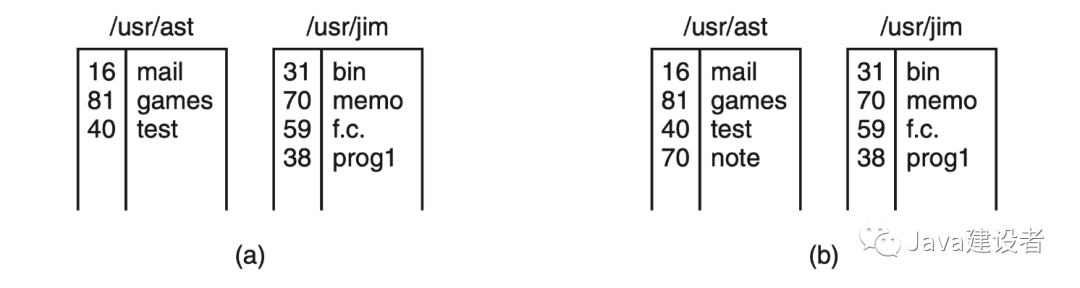 /usr/ast /usr/jim /usr/ast /usr/jim
16 mail 31 bin 16 mail 31 bin
81 games 70 memo 81 games 70 memo
40 test 59 f.c. 40 test 59 f.c.
38 prog1 70 note 38 prog1
(a) (b)
Java建设者